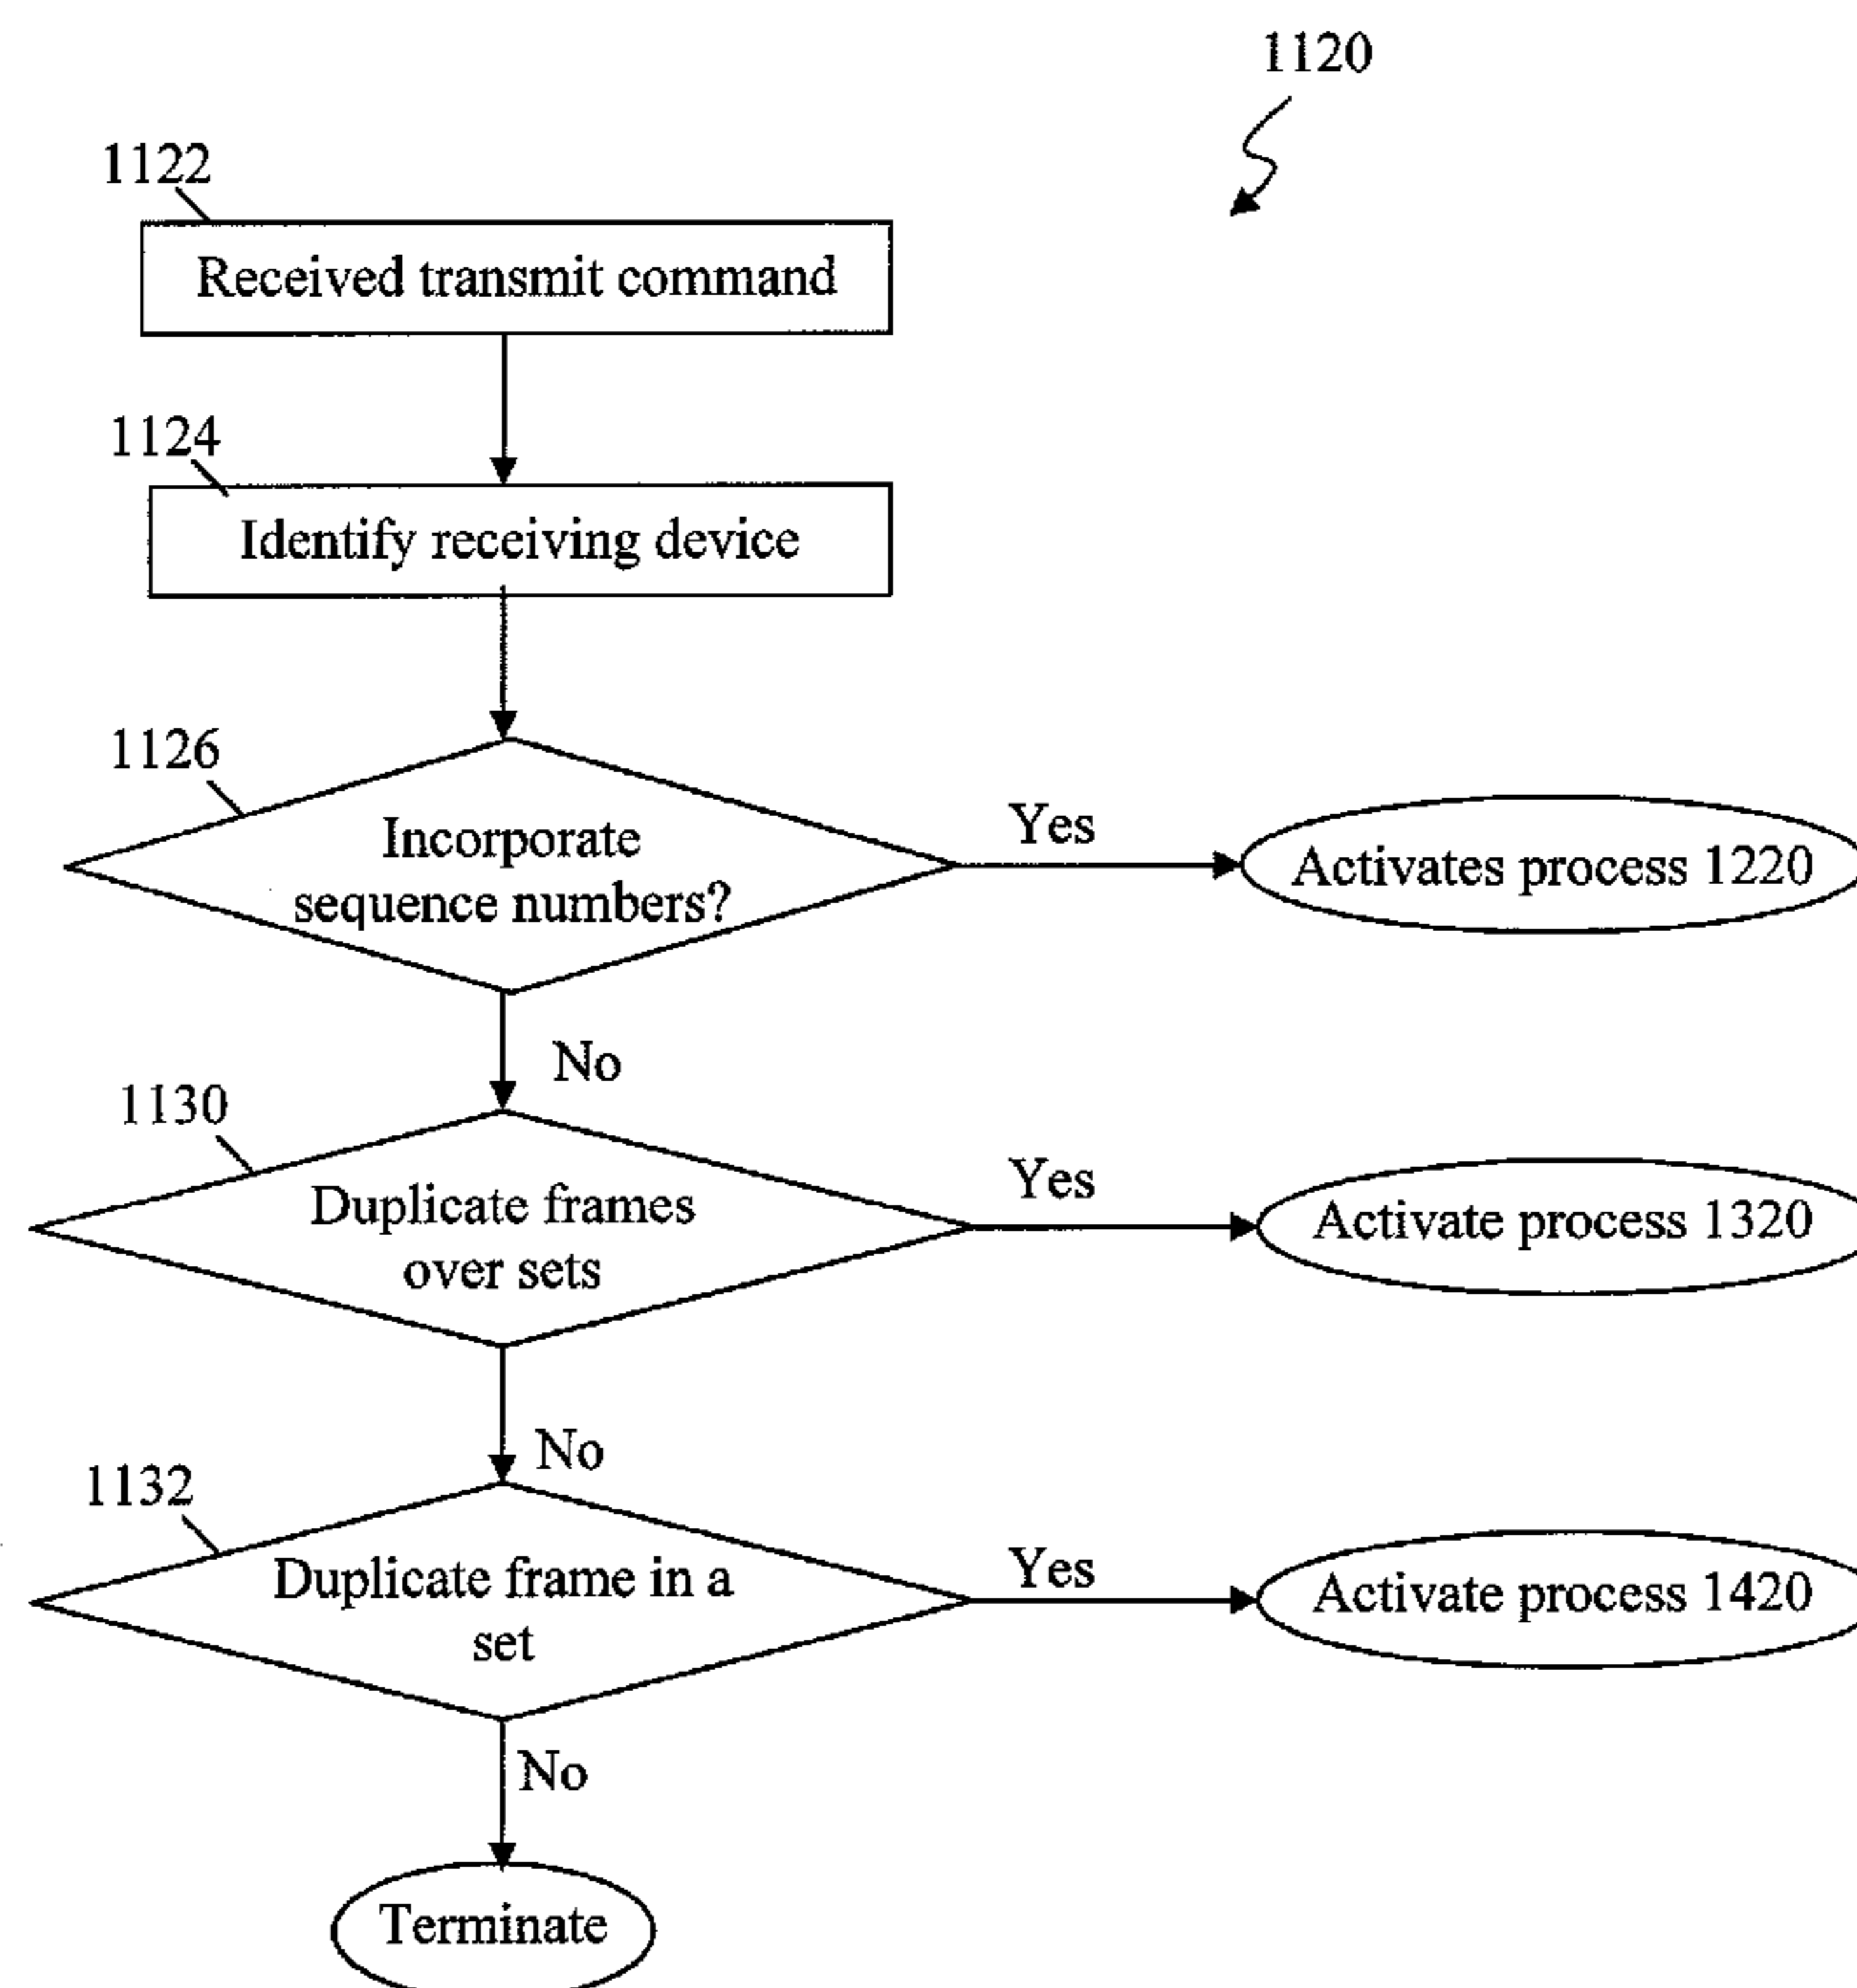 1120
1122
Received transmit command
1124
Identify receiving device
1126
Incorporate
sequence numbers?
Yes
Activates process 1220
No
1130
Duplicate frames
over sets
Yes
Activate process 1320
No
1132
Duplicate frame in a
set
Yes
Activate process 1420
No
Terminate